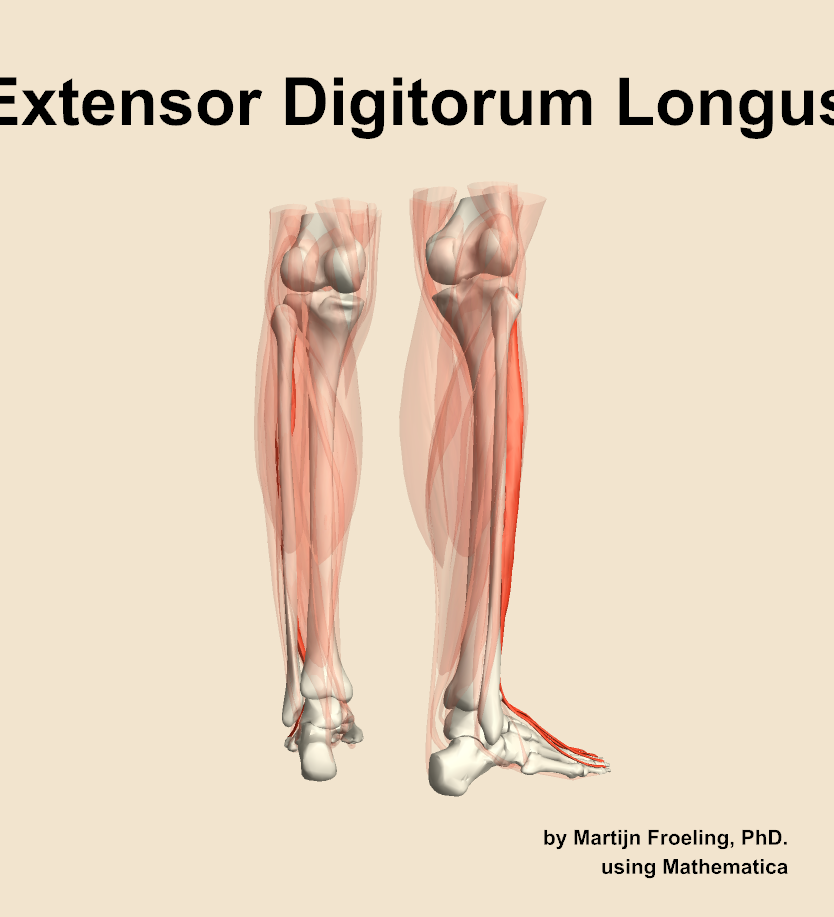 Extensor Digitorum Longus
by Martijn Froeling, PhD.
using Mathematica